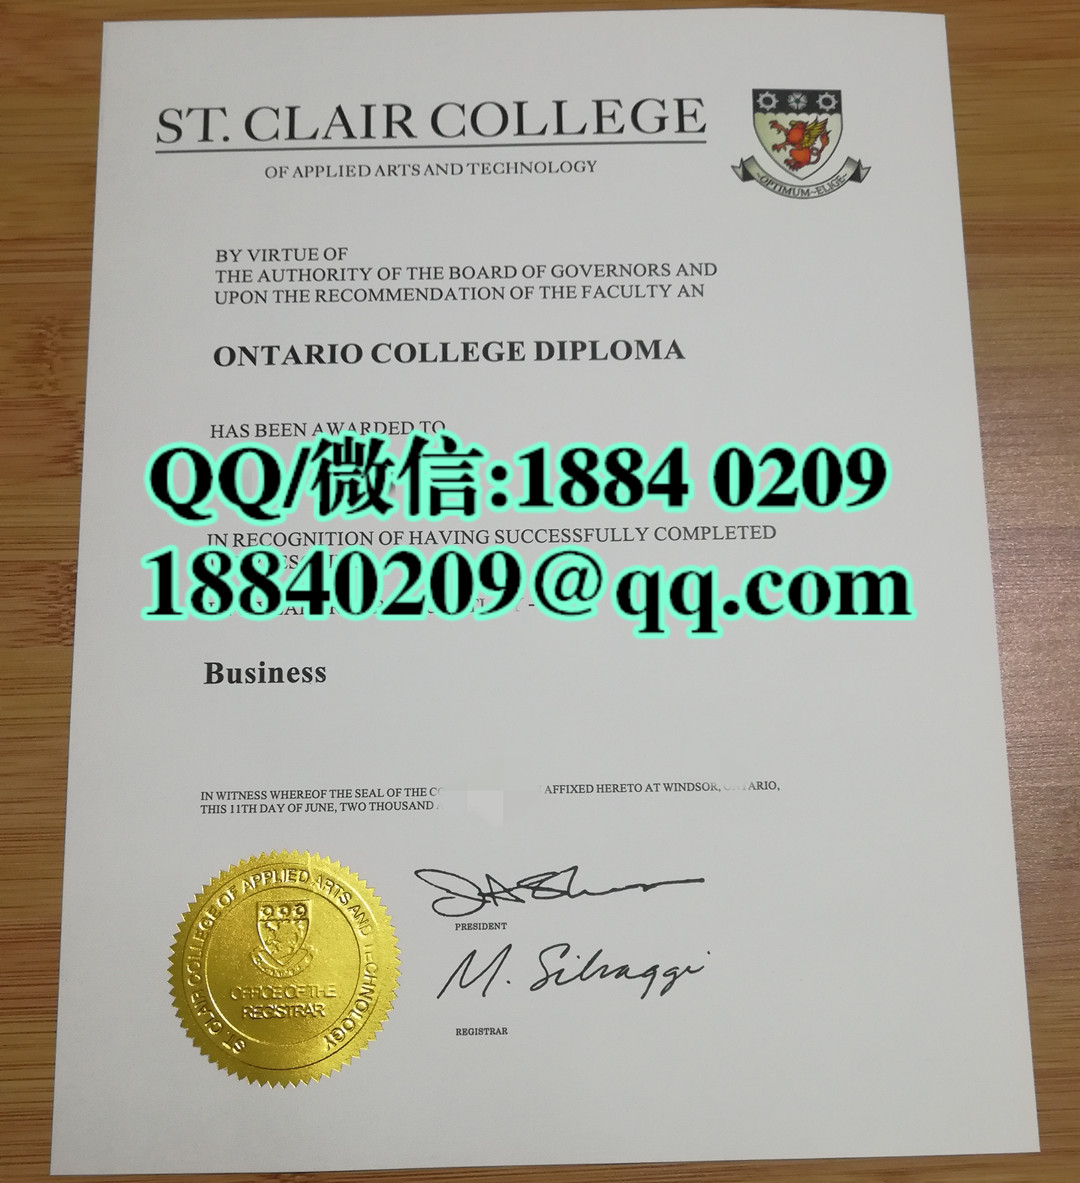 ST. CLAIR COLLEGE
OF APPLIED ARTS AND TECHNOLOGY
OPTIMUM~ELIGE
BY VIRTUE OF
THE AUTHORITY OF THE BOARD OF GOVERNORS AND
UPON THE RECOMMENDATION OF THE FACULTY AN
ONTARIO COLLEGE DIPLOMA
HAS BEEN AWARDED TO
QQ/微信:1884 0209
IN RECOGNITION OF HAVING SUCCESSFULLY COMPLETED
18840209@qq.com
Business
IN WITNESS WHEREOF THE SEAL OF THE AFFIXED HERETO AT WINDSOR,
THIS 11TH DAY OF JUNE, TWO THOUSAND
ST. CLAIR COLLEGE OF APPLIED ARTS AND TECHNOLOGY
OFFICE OF THE
REGISTRAR
PRESIDENT
M. Silvaggi
REGISTRAR